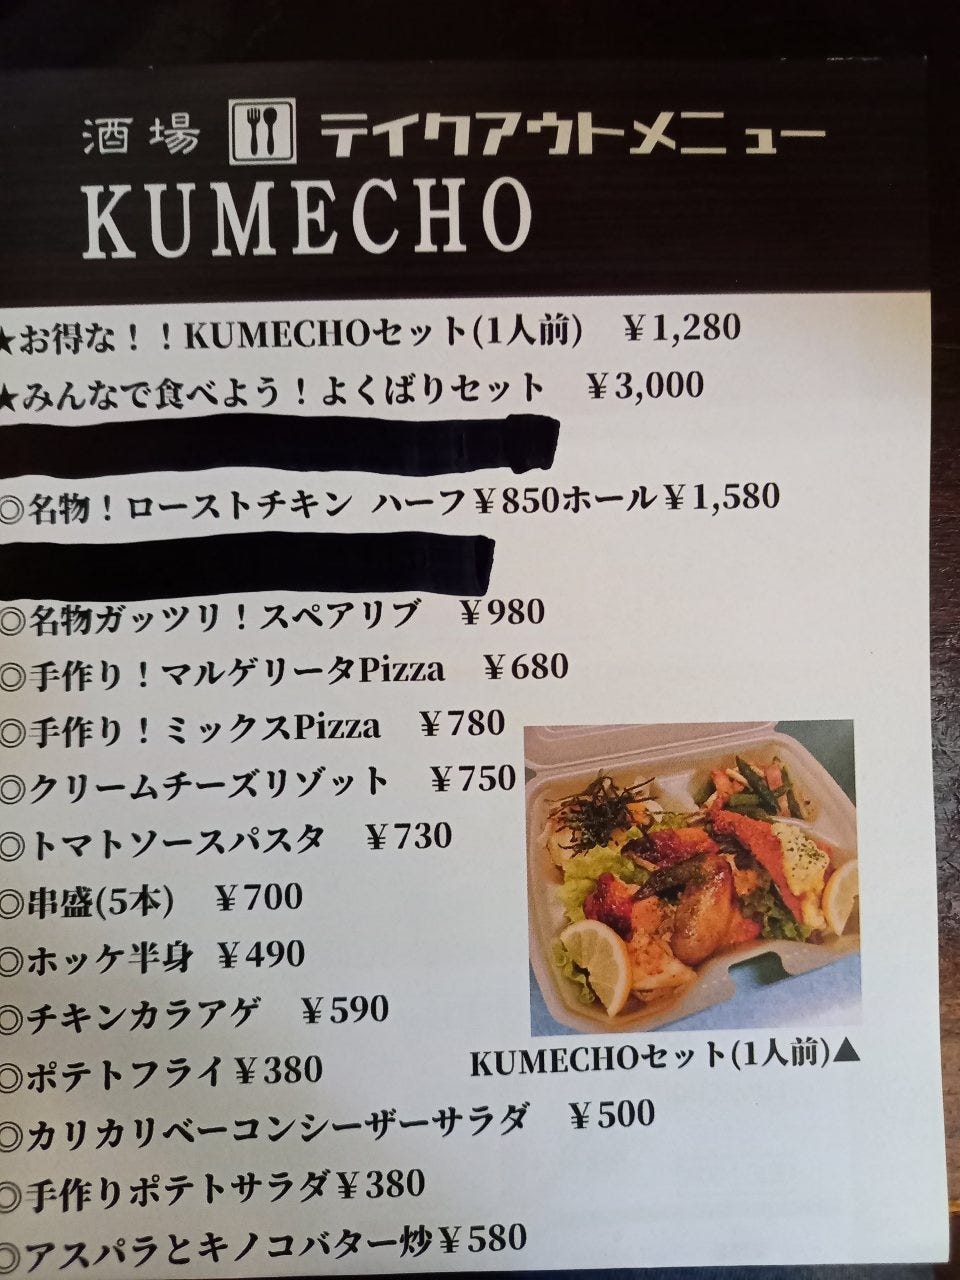 酒場 テイクアウトメニュー
KUMECHO
★お得な！！KUMECHOセット(1人前) ￥1,280
★みんなで食べよう！よくばりセット ￥3,000
◎名物！ローストチキン ハーフ￥850ホール￥1,580
◎名物ガッツリ！スペアリブ ￥980
◎手作り！マルゲリータPizza ￥680
◎手作り！ミックスPizza ￥780
◎クリームチーズリゾット ￥750
◎トマトソースパスタ ￥730
◎串盛(5本) ￥700
◎ホッケ半身 ￥490
◎チキンカラアゲ ￥590
◎ポテトフライ￥380
KUMECHOセット(1人前)▲
◎カリカリベーコンシーザーサラダ ￥500
◎手作りポテトサラダ￥380
◎アスパラとキノコバター炒￥580